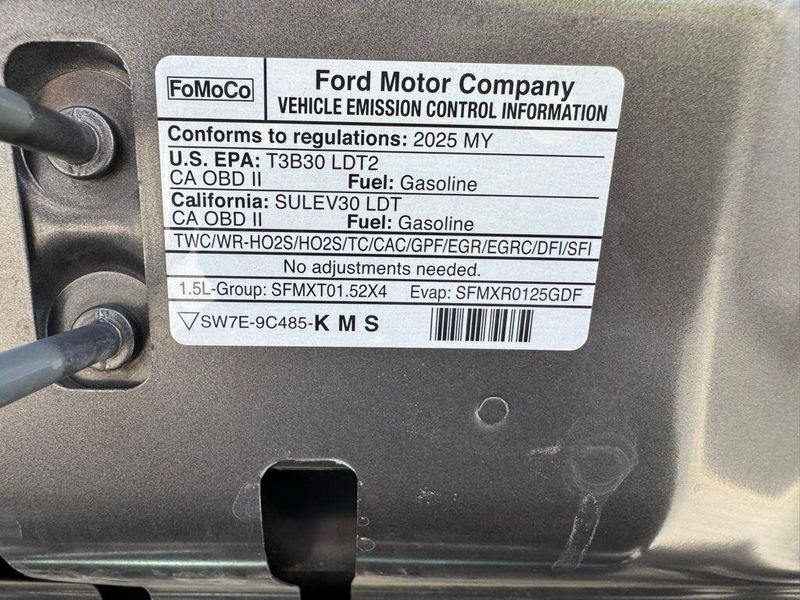 FoMoCo
Ford Motor Company
VEHICLE EMISSION CONTROL INFORMATION
Conforms to regulations: 2025 MY
U.S. EPA: T3B30 LDT2
CA OBD II Fuel: Gasoline
California: SULEV30 LDT
CA OBD II Fuel: Gasoline
TWC/WR-HO2S/HO2S/TC/CAC/GPF/EGR/EGRC/DFI/SFI
No adjustments needed.
1.5L-Group: SFMXT01.52X4 Evap: SFMXR0125GDF
SW7E-9C485-K M S